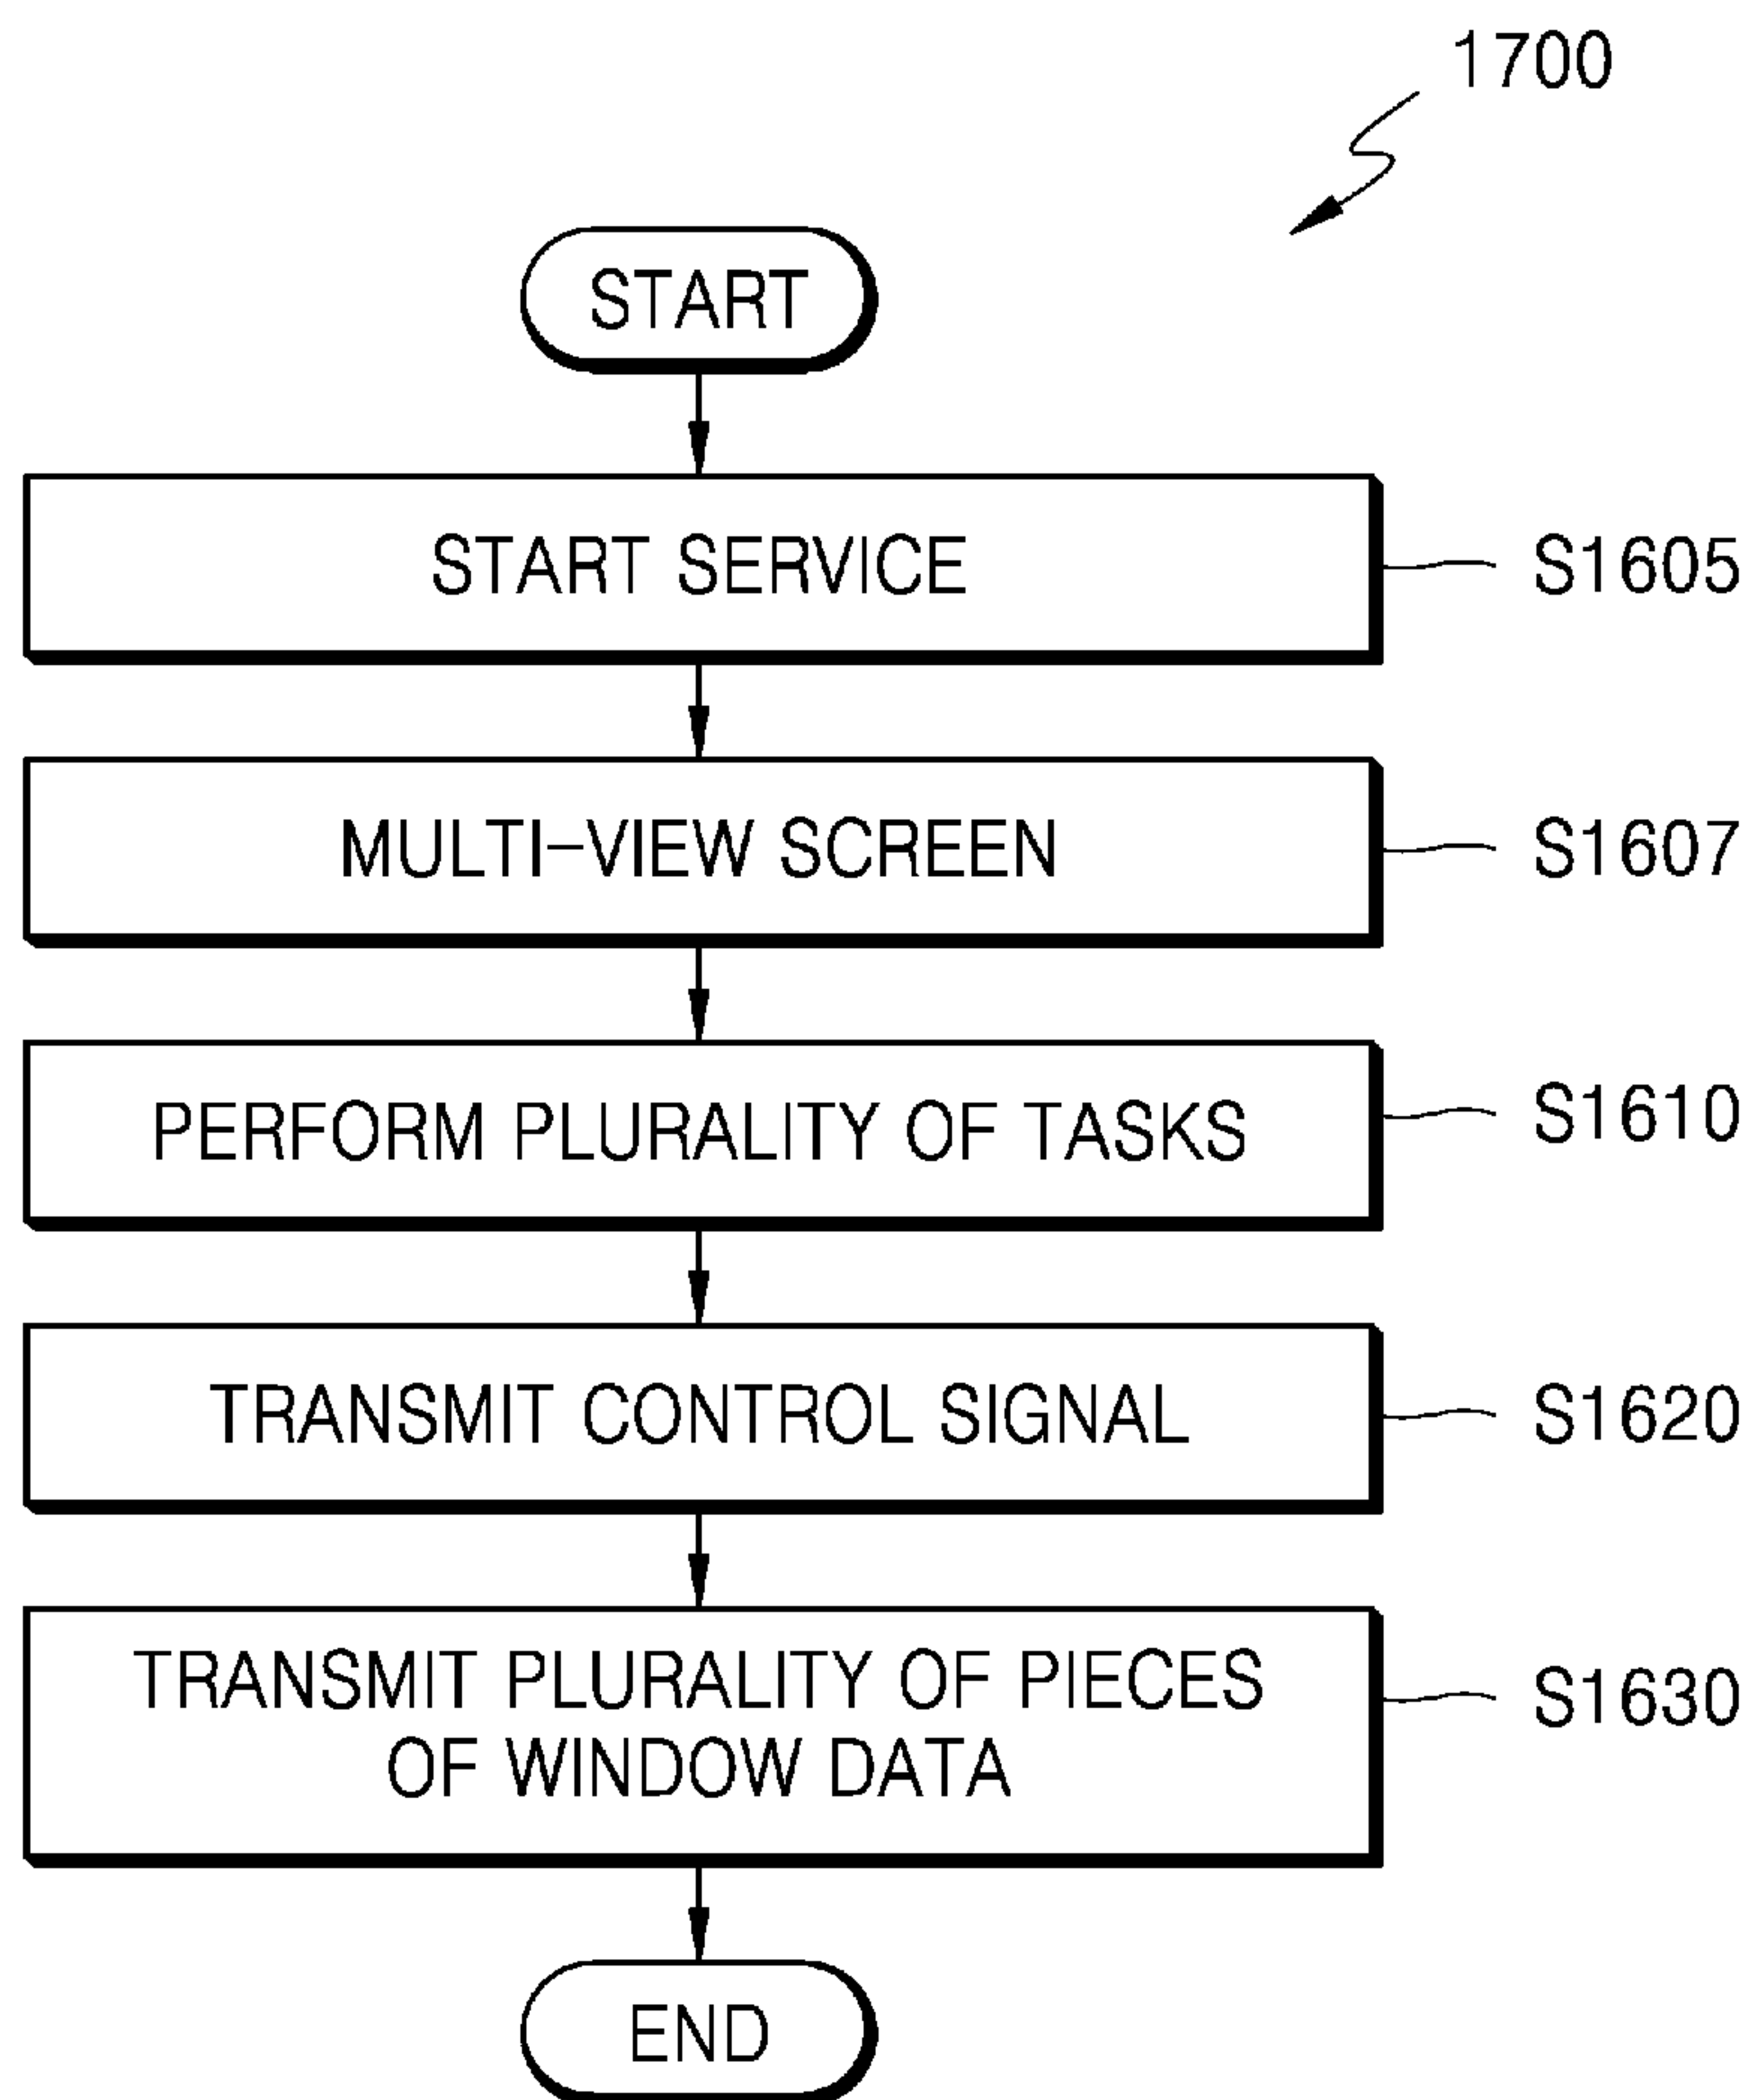 1700
START
START SERVICE
S1605
MULTI-VIEW SCREEN
S1607
PERFORM PLURALITY OF TASKS
S1610
TRANSMIT CONTROL SIGNAL
S1620
TRANSMIT PLURALITY OF PIECES
OF WINDOW DATA
S1630
END